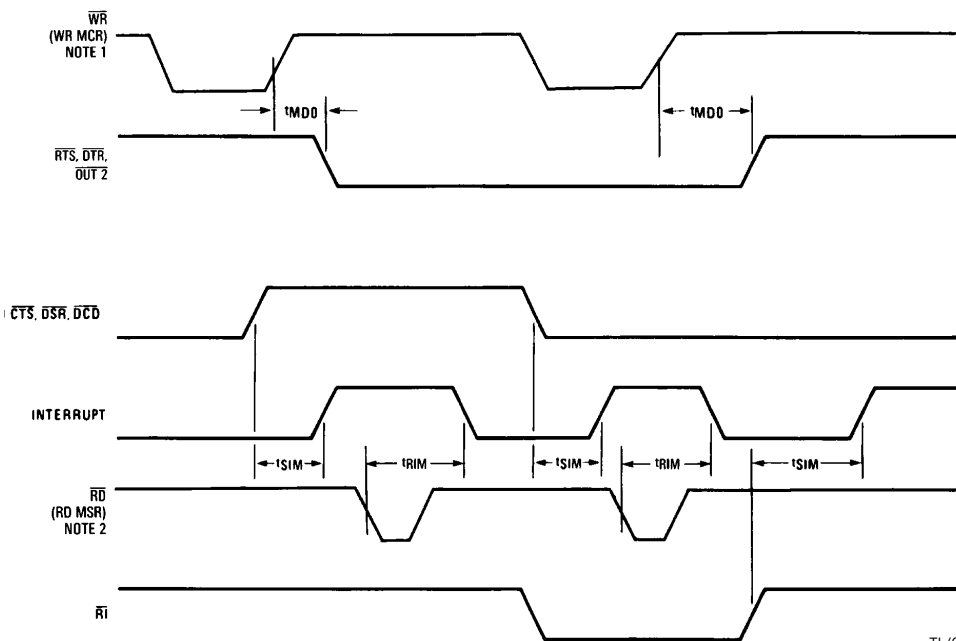 WR
(WR MCR)
NOTE 1
tMDO
tMDO
RTS, DTR,
OUT 2
CTS, DSR, DCD
INTERRUPT
tSIM
tRIM
tSIM
tRIM
tSIM
RD
(RD MSR)
NOTE 2
RI